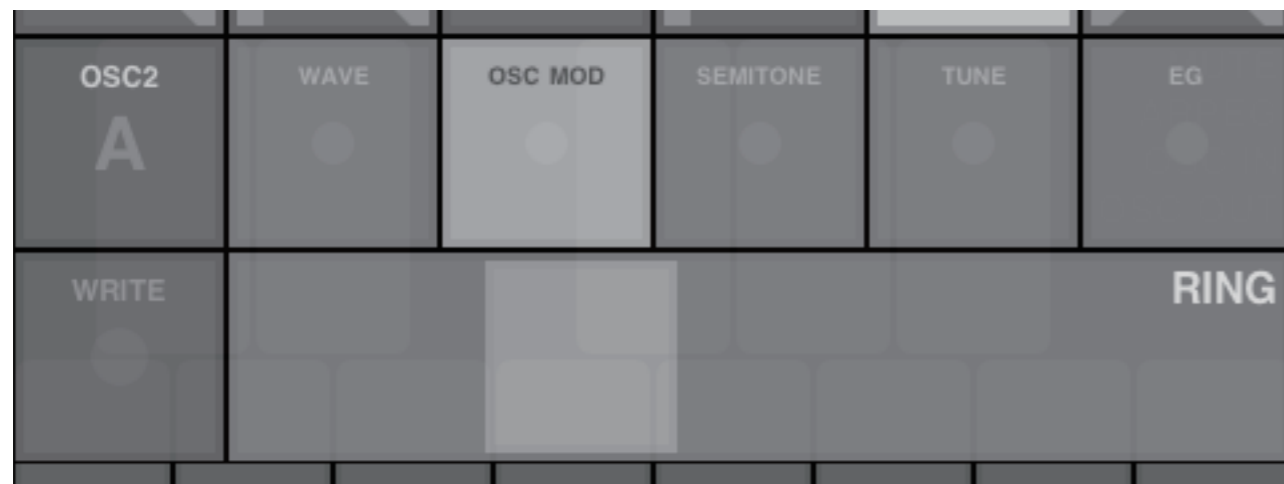 OSC2
A
WAVE
OSC MOD
SEMITONE
TUNE
EG
WRITE
RING